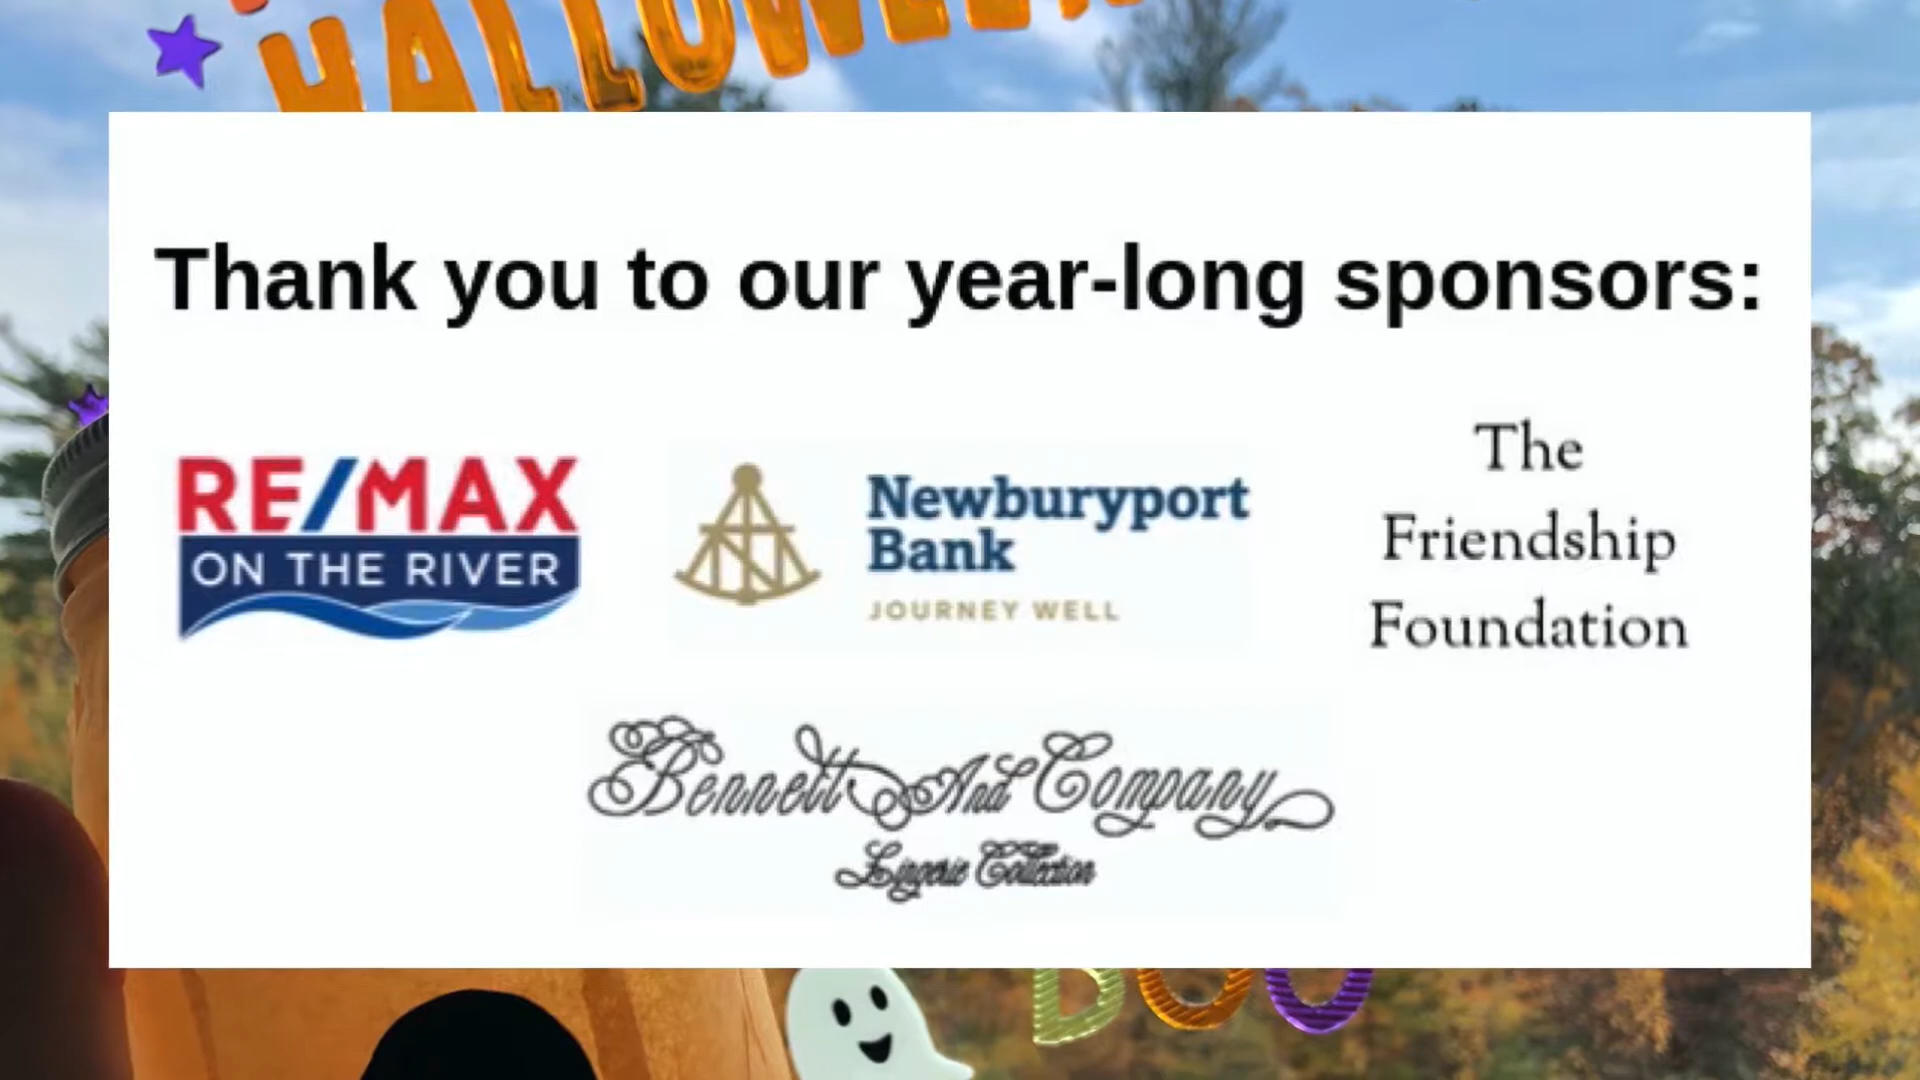 HALLOWEEN
Thank you to our year-long sponsors:
RE/MAX
ON THE RIVER
Newburyport
Bank
JOURNEY WELL
The
Friendship
Foundation
Bennett And Company
Lingerie Collection
BOO